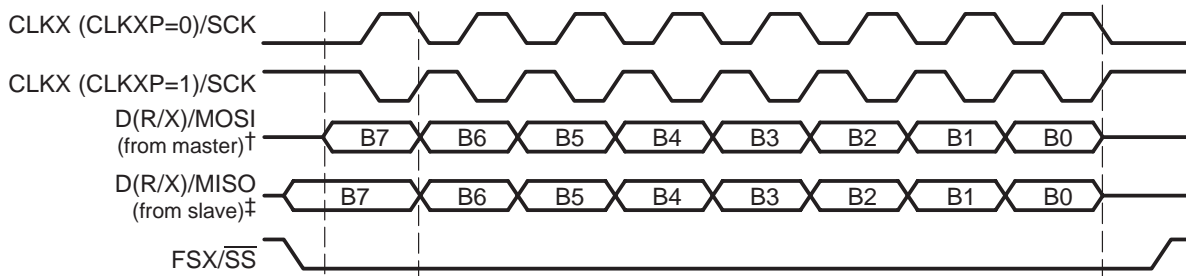 CLKX (CLKXP=0)/SCK
CLKX (CLKXP=1)/SCK
D(R/X)/MOSI
(from master)†
B7 B6 B5 B4 B3 B2 B1 B0
D(R/X)/MISO
(from slave)‡
B7 B6 B5 B4 B3 B2 B1 B0
FSX/S̅S̅